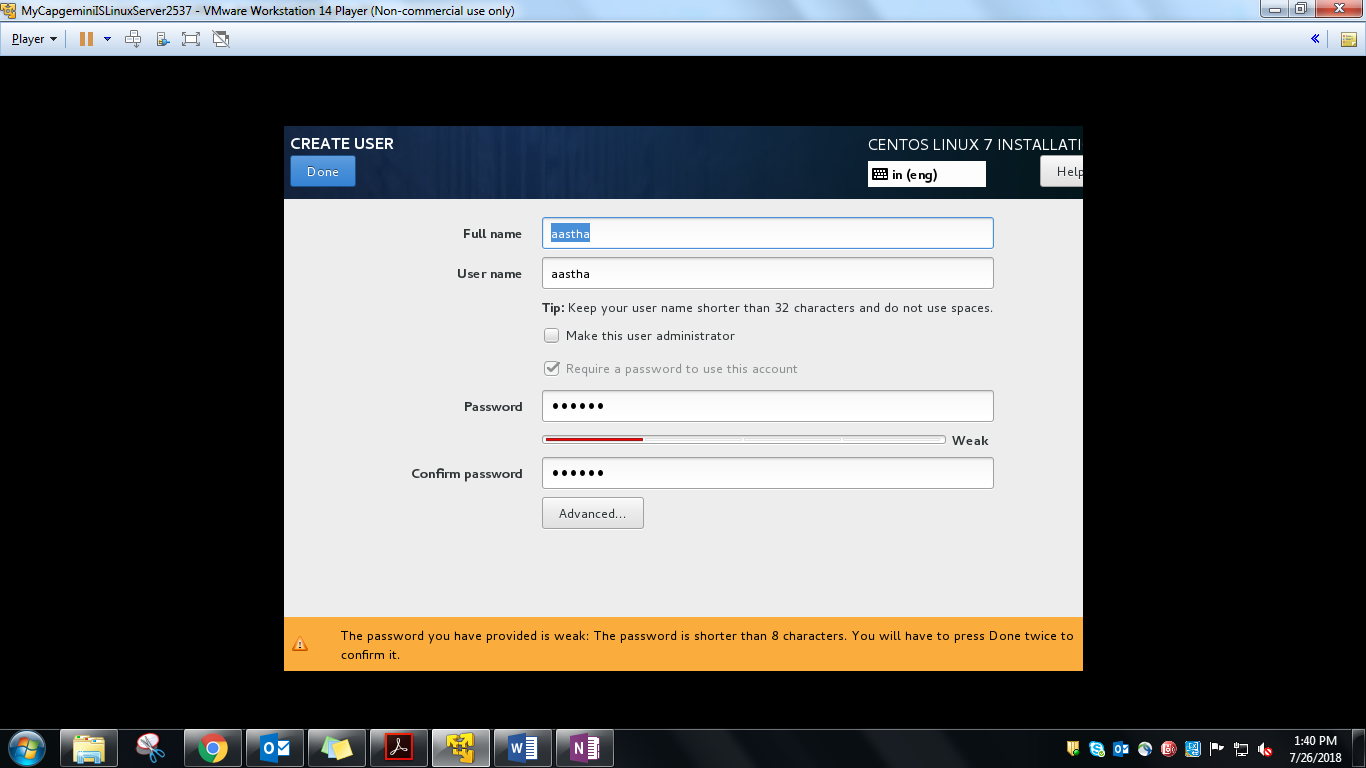 MyCapgeminiISLinuxServer2537 - VMware Workstation 14 Player (Non-commercial use only)
Player
CREATE USER
CENTOS LINUX 7 INSTALLATI
Done
in (eng)
Help
Full name
aastha
User name
aastha
Tip: Keep your user name shorter than 32 characters and do not use spaces.
Make this user administrator
Require a password to use this account
Password
••••••
Weak
Confirm password
••••••
Advanced...
The password you have provided is weak: The password is shorter than 8 characters. You will have to press Done twice to
confirm it.
1:40 PM
7/26/2018